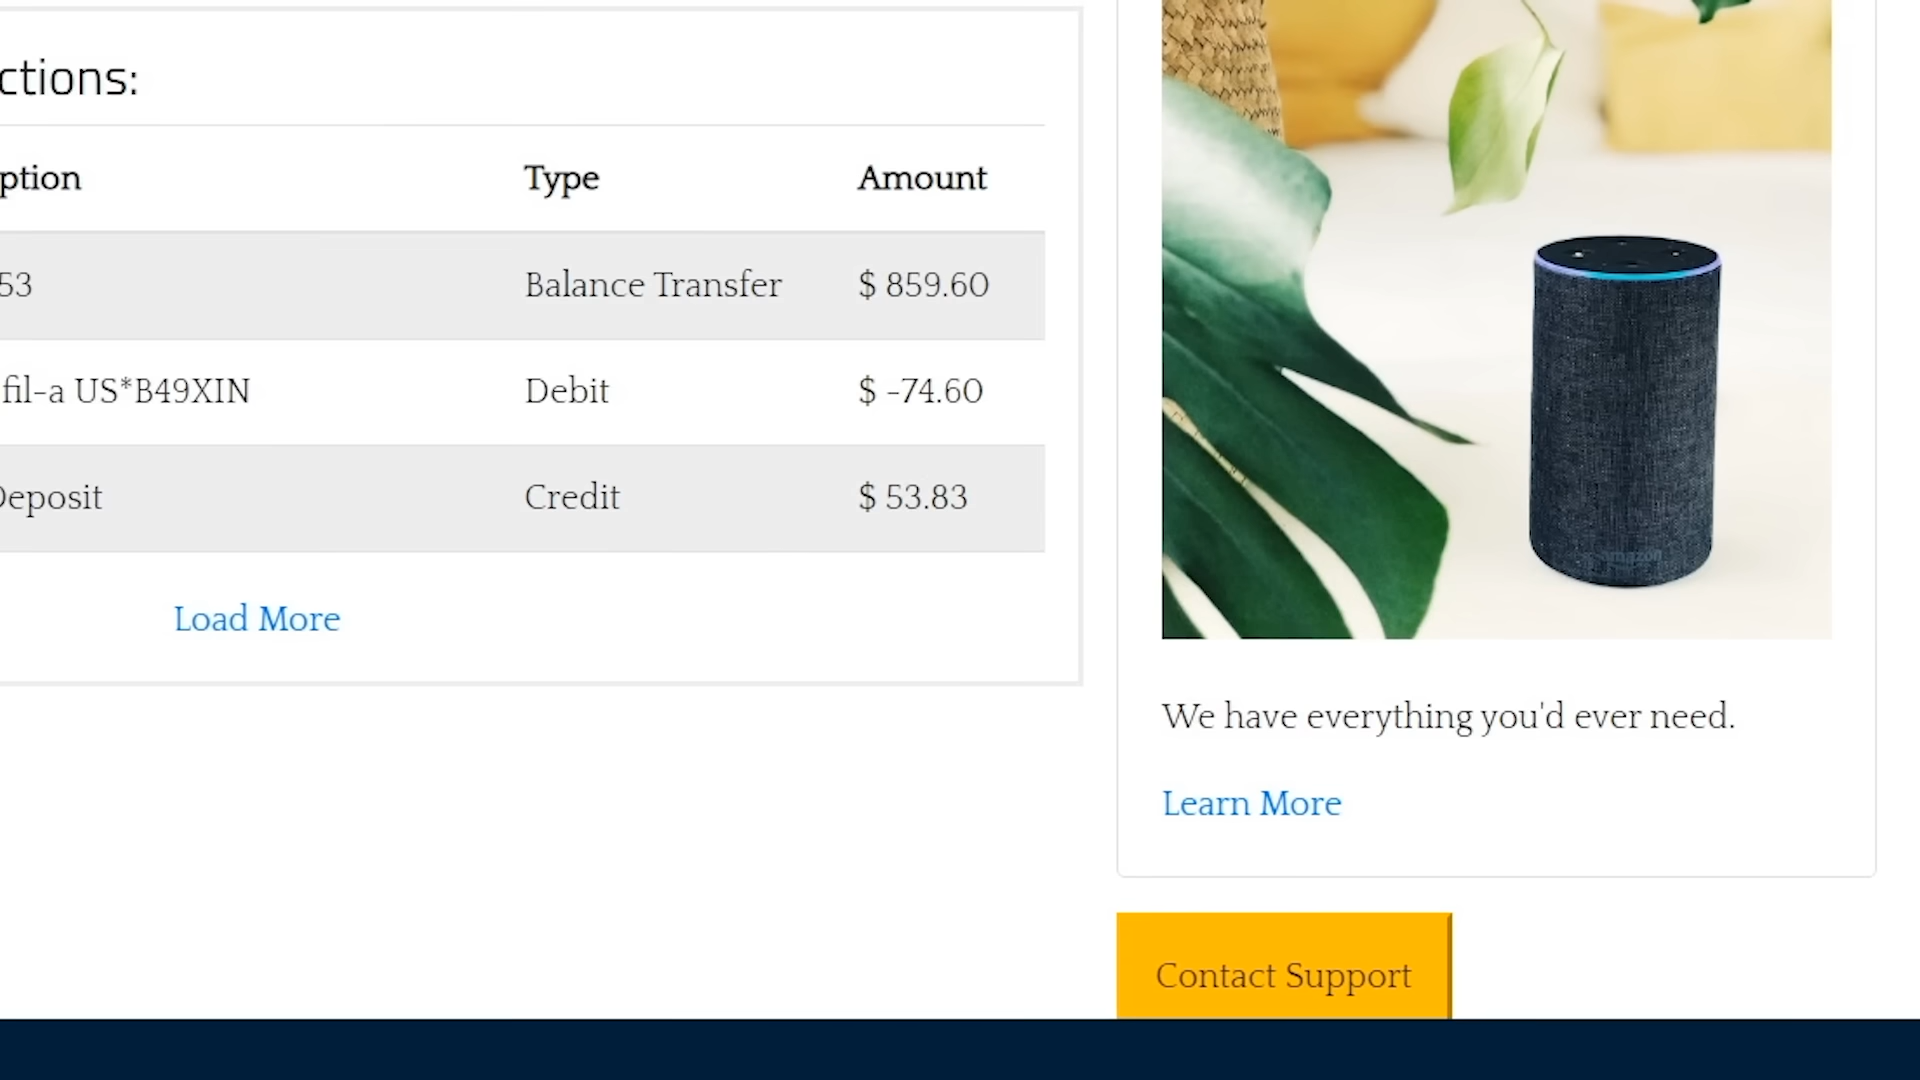 ctions:
ption Type Amount
53 Balance Transfer $ 859.60
fil-a US*B49XIN Debit $ -74.60
Deposit Credit $ 53.83
Load More
amazon
We have everything you'd ever need.
Learn More
Contact Support